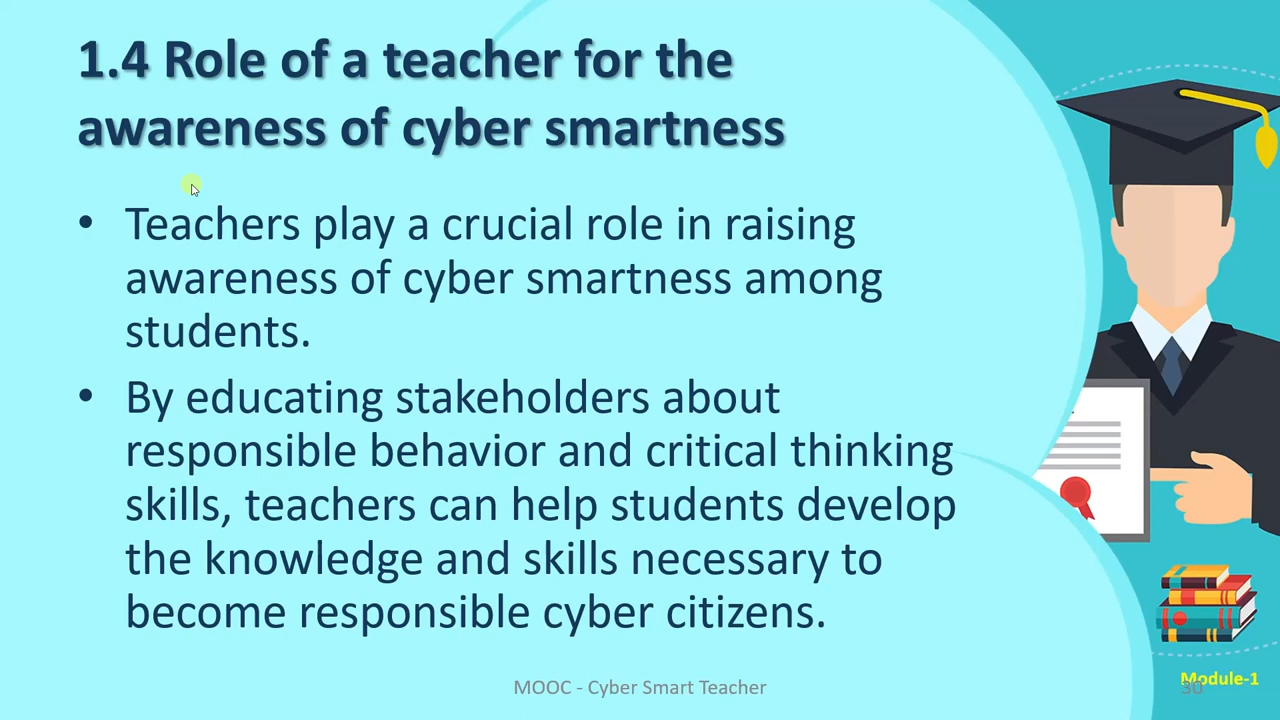 1.4 Role of a teacher for the
awareness of cyber smartness
• Teachers play a crucial role in raising
awareness of cyber smartness among
students.
• By educating stakeholders about
responsible behavior and critical thinking
skills, teachers can help students develop
the knowledge and skills necessary to
become responsible cyber citizens.
MOOC - Cyber Smart Teacher
Module-1
30